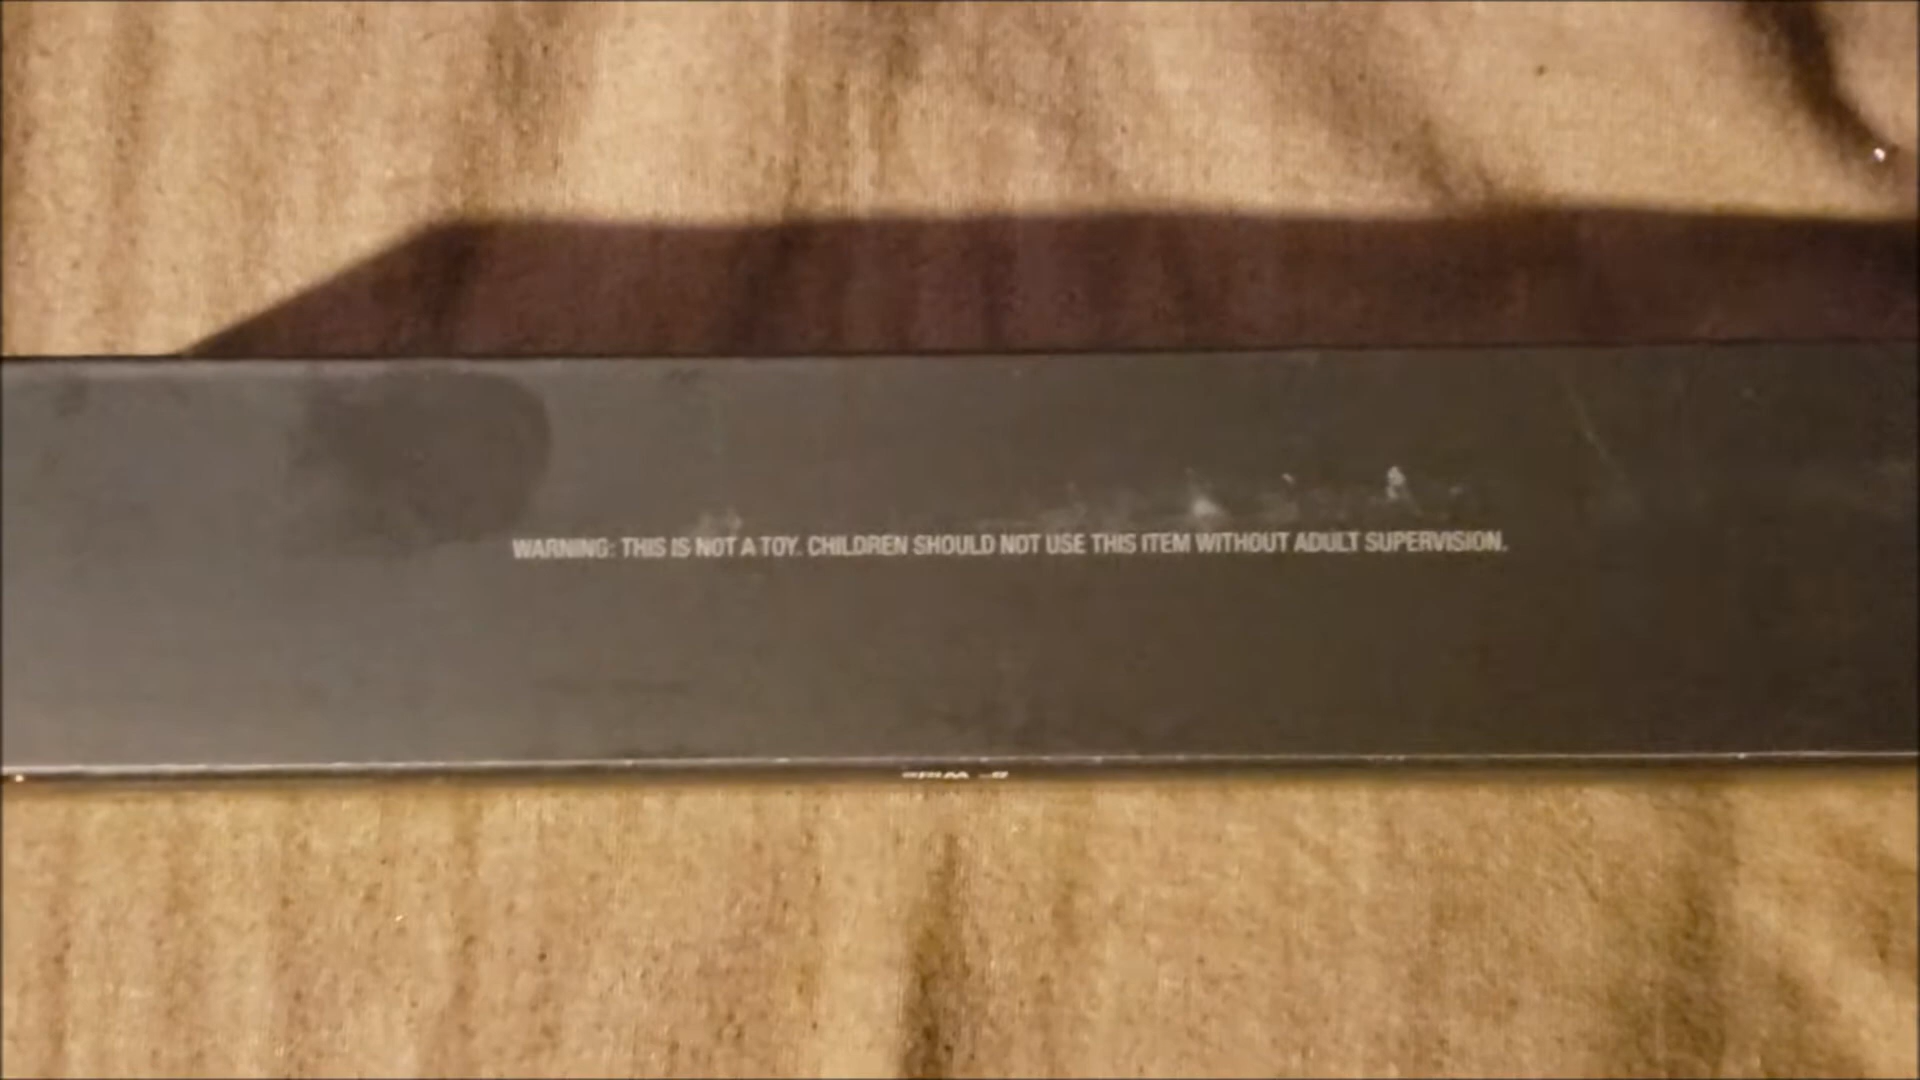 WARNING: THIS IS NOT A TOY. CHILDREN SHOULD NOT USE THIS ITEM WITHOUT ADULT SUPERVISION.